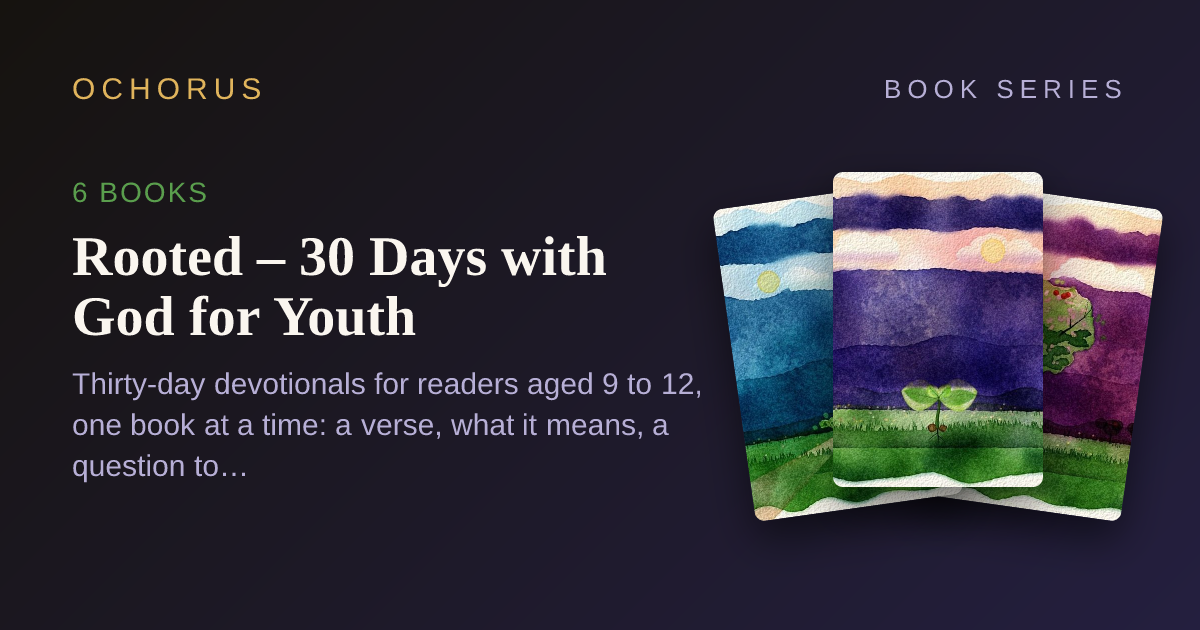 OCHORUS
BOOK SERIES
6 BOOKS
Rooted – 30 Days with
God for Youth
Thirty-day devotionals for readers aged 9 to 12,
one book at a time: a verse, what it means, a
question to…